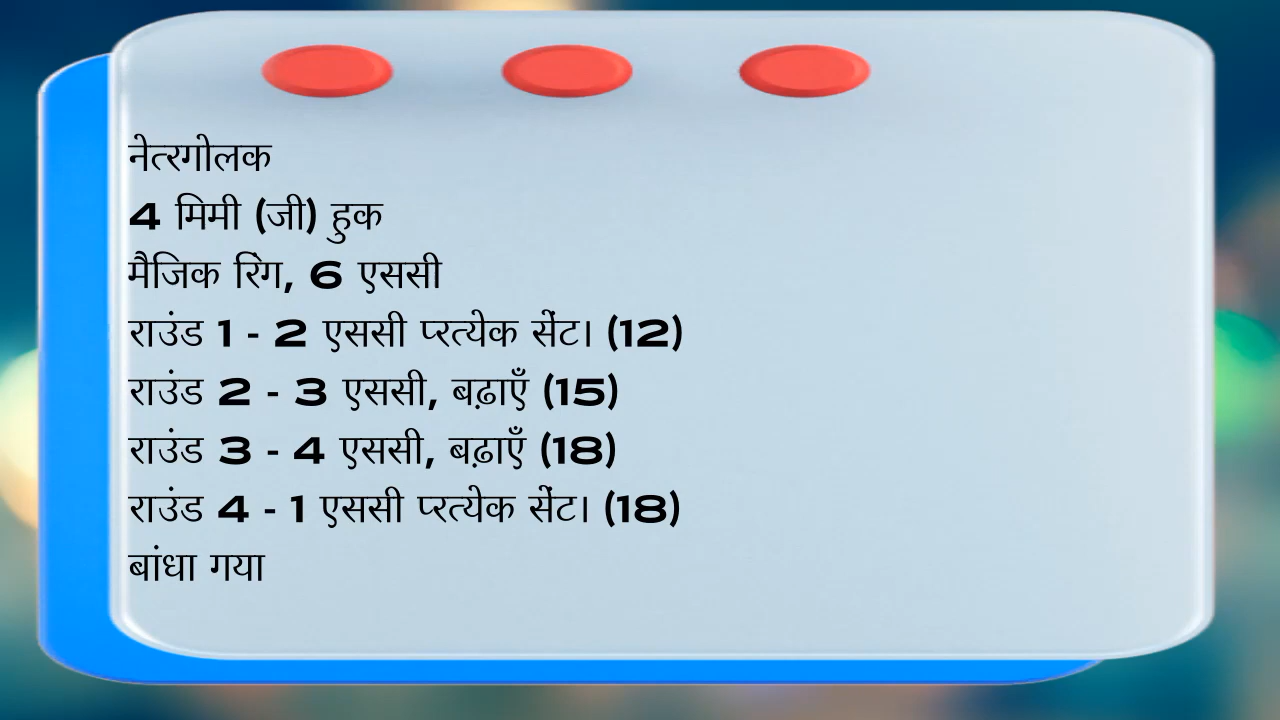 नेत्रगोलक
4 मिमी (जी) हुक
मैजिक रिंग, 6 एससी
राउंड 1 - 2 एससी प्रत्येक सेंट। (12)
राउंड 2 - 3 एससी, बढ़ाएँ (15)
राउंड 3 - 4 एससी, बढ़ाएँ (18)
राउंड 4 - 1 एससी प्रत्येक सेंट। (18)
बांधा गया